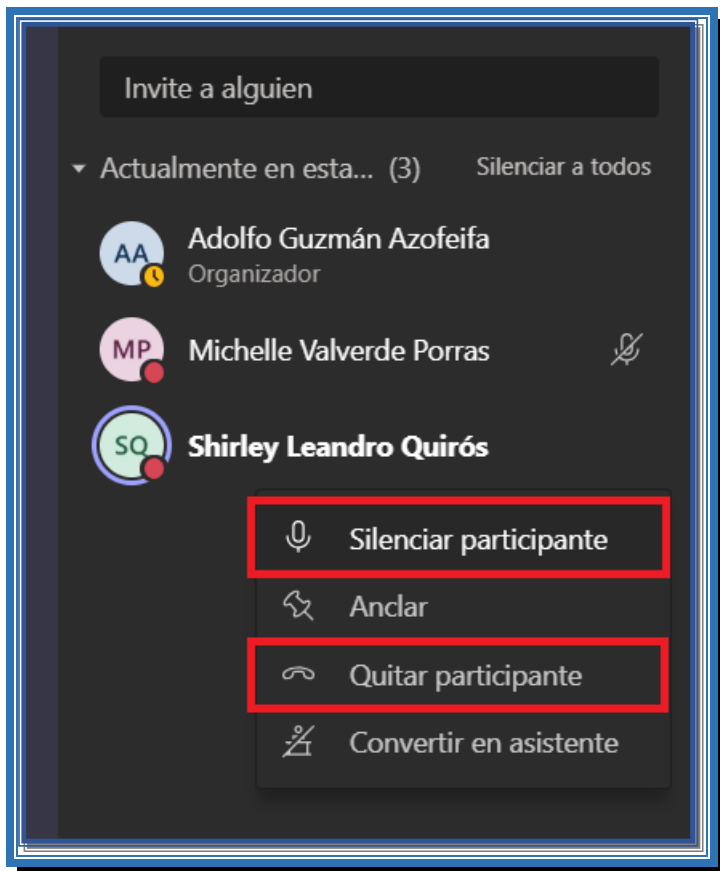 Invite a alguien
Actualmente en esta... (3) Silenciar a todos
AA Adolfo Guzmán Azofeifa
Organizador
MP Michelle Valverde Porras
SQ Shirley Leandro Quirós
Silenciar participante
Anclar
Quitar participante
Convertir en asistente